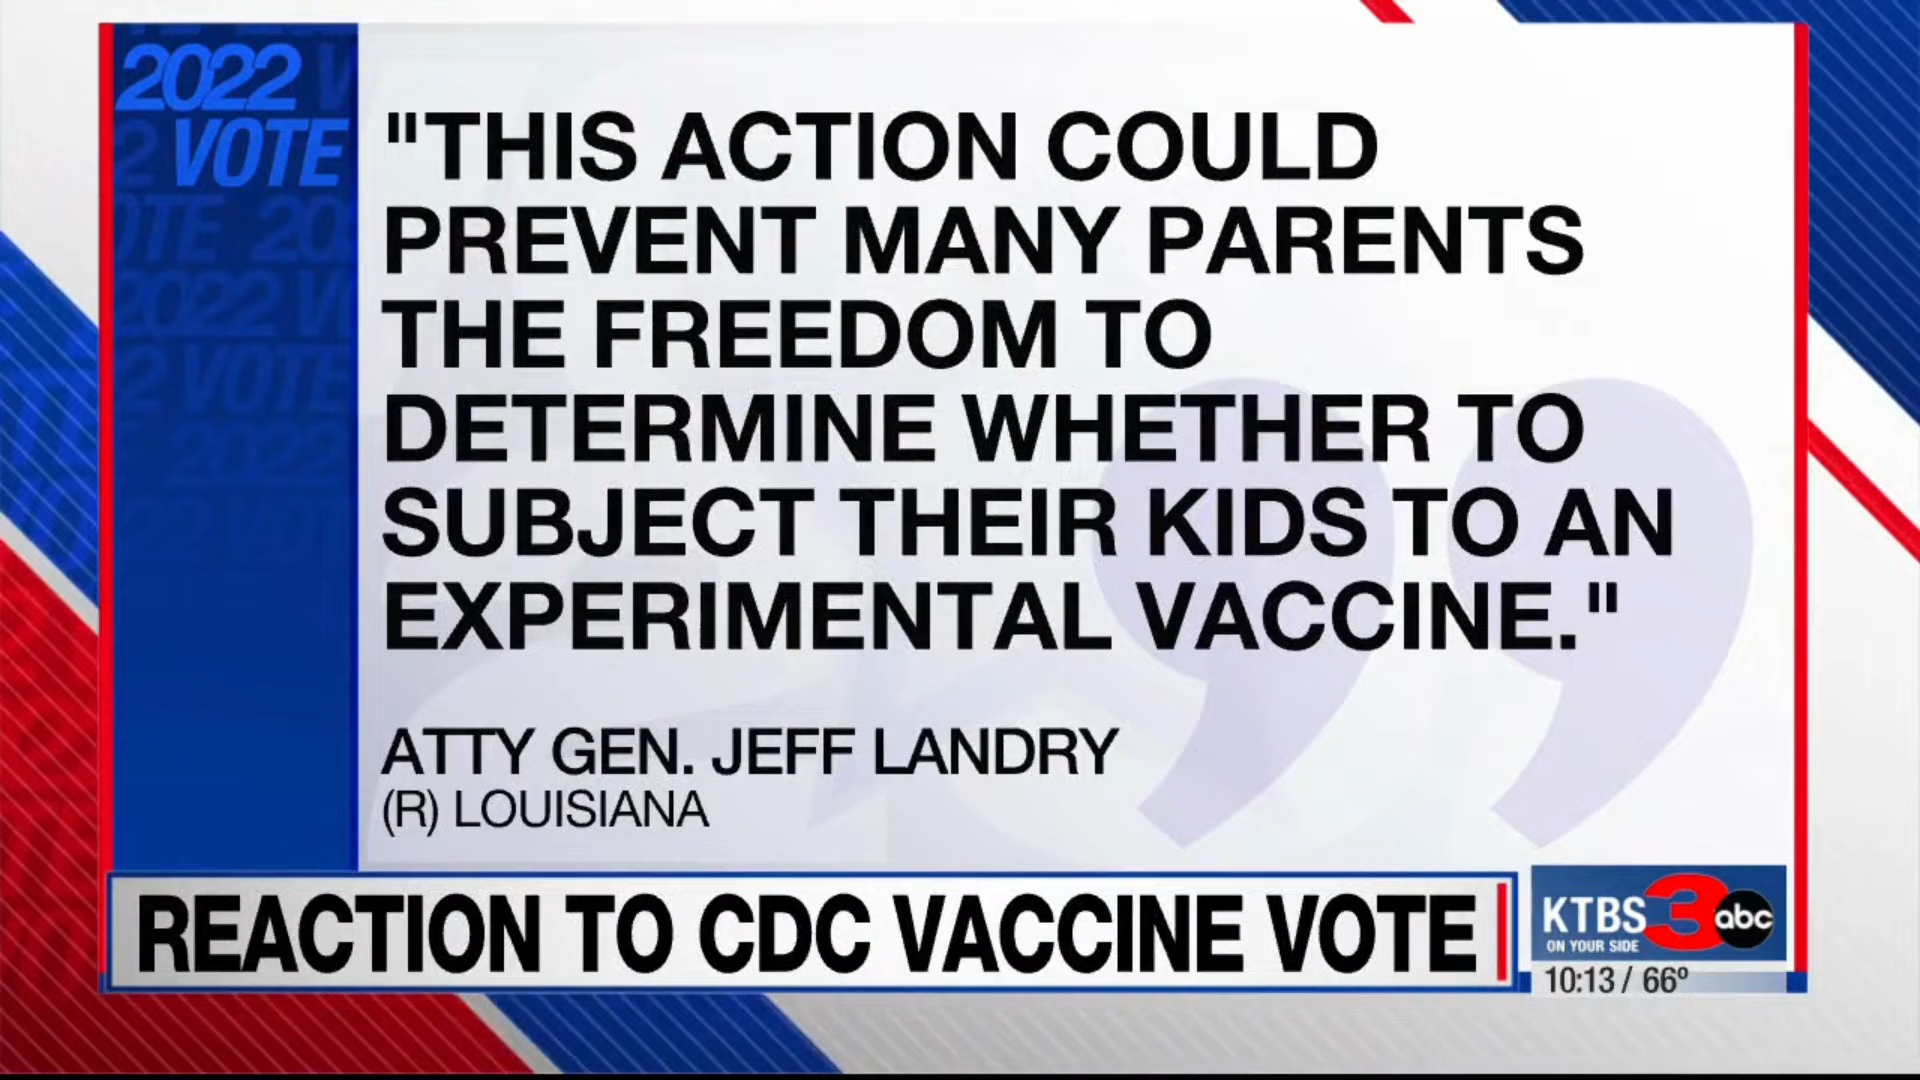 2022
VOTE
"THIS ACTION COULD
PREVENT MANY PARENTS
THE FREEDOM TO
DETERMINE WHETHER TO
SUBJECT THEIR KIDS TO AN
EXPERIMENTAL VACCINE."
ATTY GEN. JEFF LANDRY
(R) LOUISIANA
REACTION TO CDC VACCINE VOTE
KTBS 3 abc
ON YOUR SIDE
10:13 / 66º